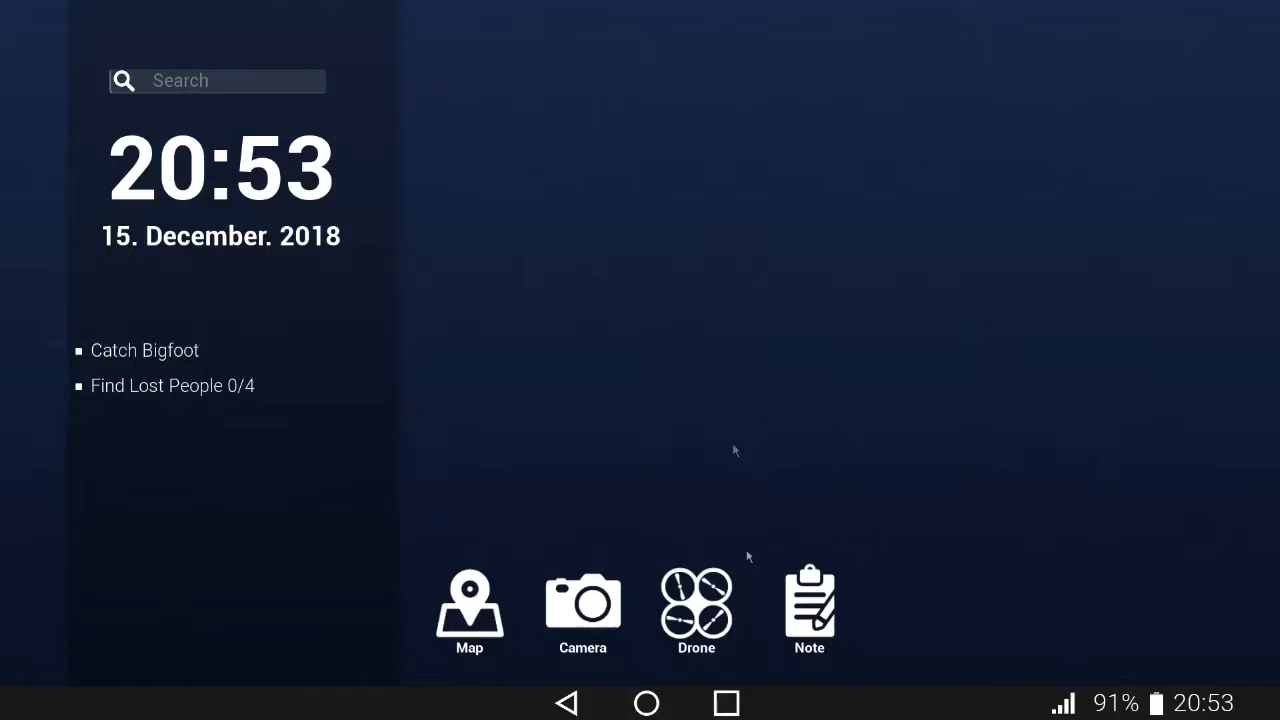 Search
20:53
15. December. 2018
Catch Bigfoot
Find Lost People 0/4
Map
Camera
Drone
Note
91%
20:53